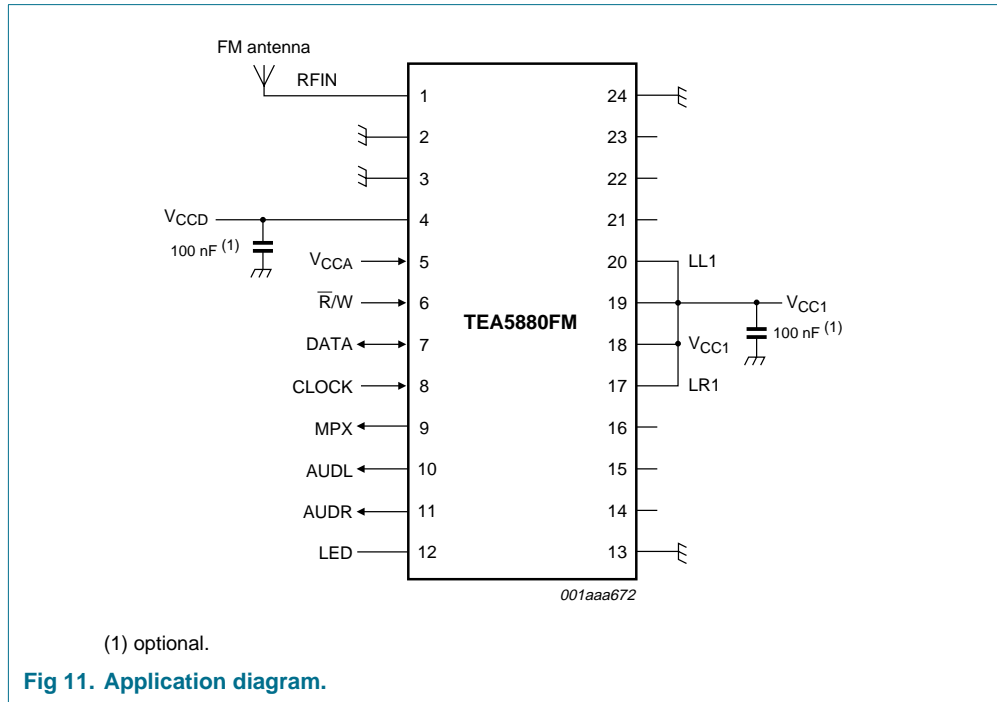 FM antenna
RFIN
1 24
2 23
3 22
VCCD 4 21
100 nF (1)
VCCA 5 20 LL1
R̅/W 6 19 VCC1
TEA5880FM
100 nF (1)
DATA 7 18 VCC1
CLOCK 8 17 LR1
MPX 9 16
AUDL 10 15
AUDR 11 14
LED 12 13
001aaa672
(1) optional.
Fig 11. Application diagram.